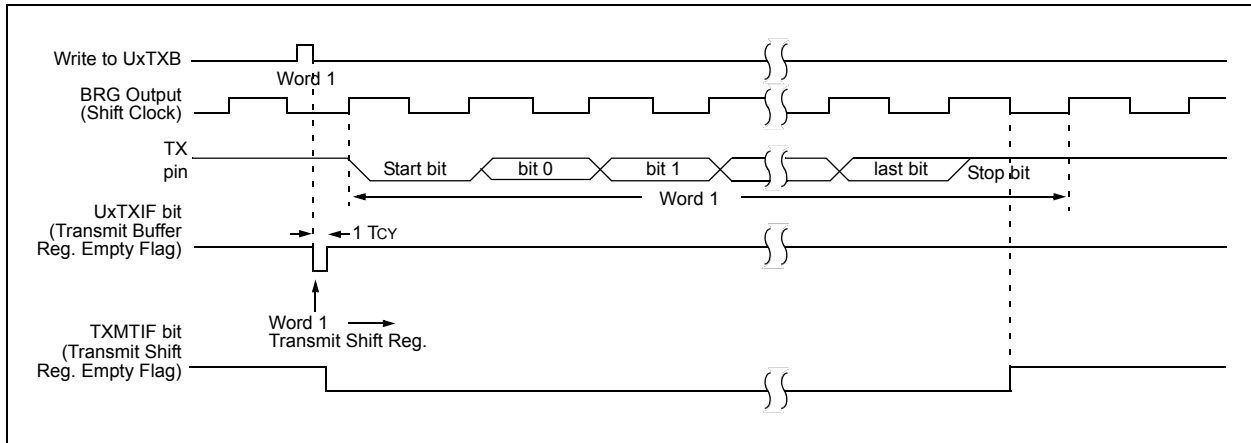 Write to UxTXB
Word 1
BRG Output
(Shift Clock)
TX
pin
Start bit
bit 0
bit 1
last bit
Stop bit
Word 1
UxTXIF bit
(Transmit Buffer
Reg. Empty Flag)
1 TCY
Word 1
Transmit Shift Reg.
TXMTIF bit
(Transmit Shift
Reg. Empty Flag)